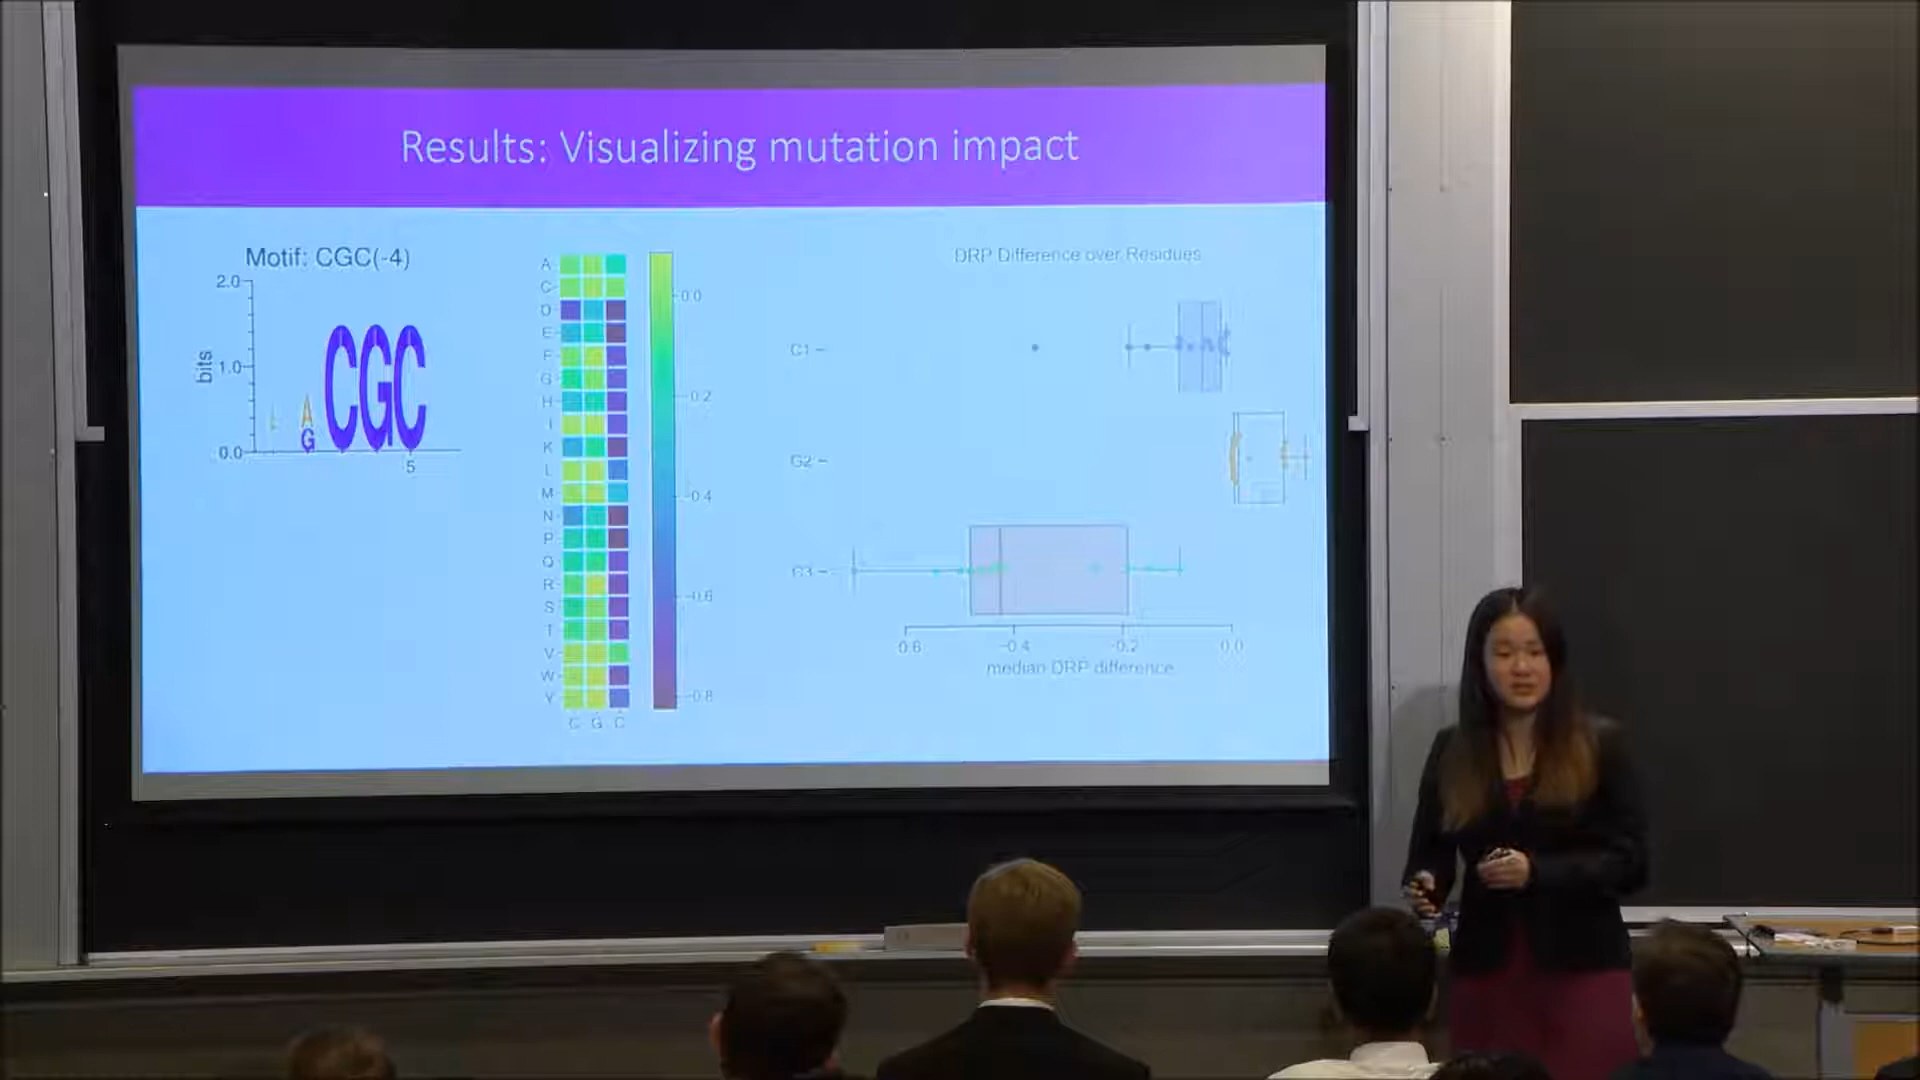 Results: Visualizing mutation impact
Motif: CGC(-4)
2.0
1.0
0.0
bits
A
G
CGC
5
A
C
D
E
F
G
H
I
K
L
M
N
P
Q
R
S
T
V
W
Y
C G C
0.0
-0.2
-0.4
-0.6
-0.8
DRP Difference over Residues
C1
G2
C3
0.6 -0.4 -0.2 0.0
median DRP difference